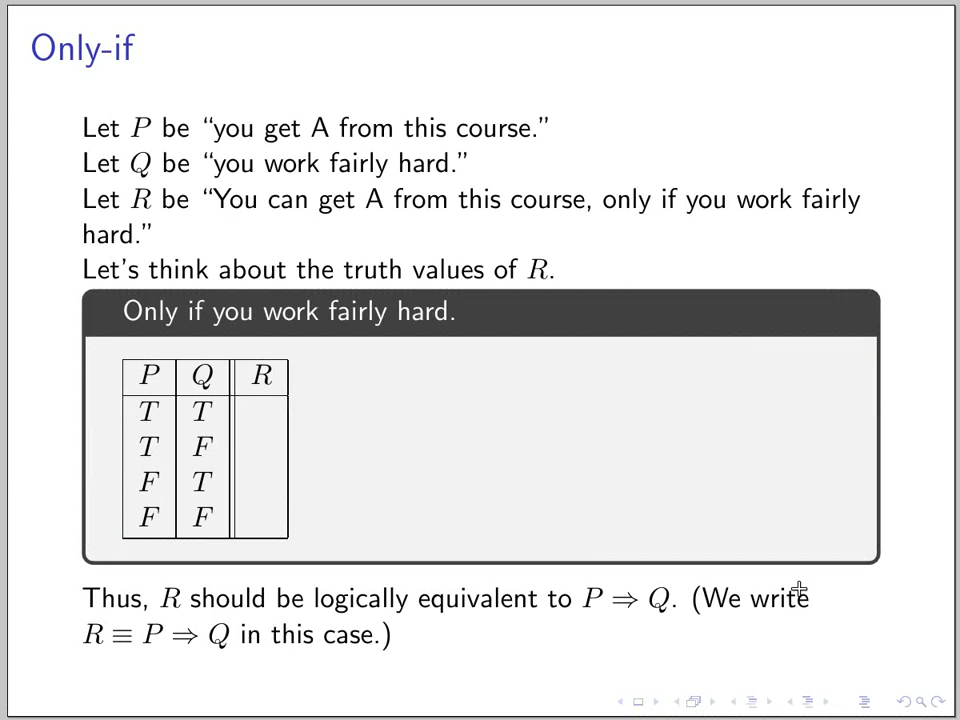 Only-if
Let P be “you get A from this course.”
Let Q be “you work fairly hard.”
Let R be “You can get A from this course, only if you work fairly
hard.”
Let’s think about the truth values of R.
Only if you work fairly hard.
P Q R
T T
T F
F T
F F
Thus, R should be logically equivalent to P ⇒ Q. (We write
R ≡ P ⇒ Q in this case.)